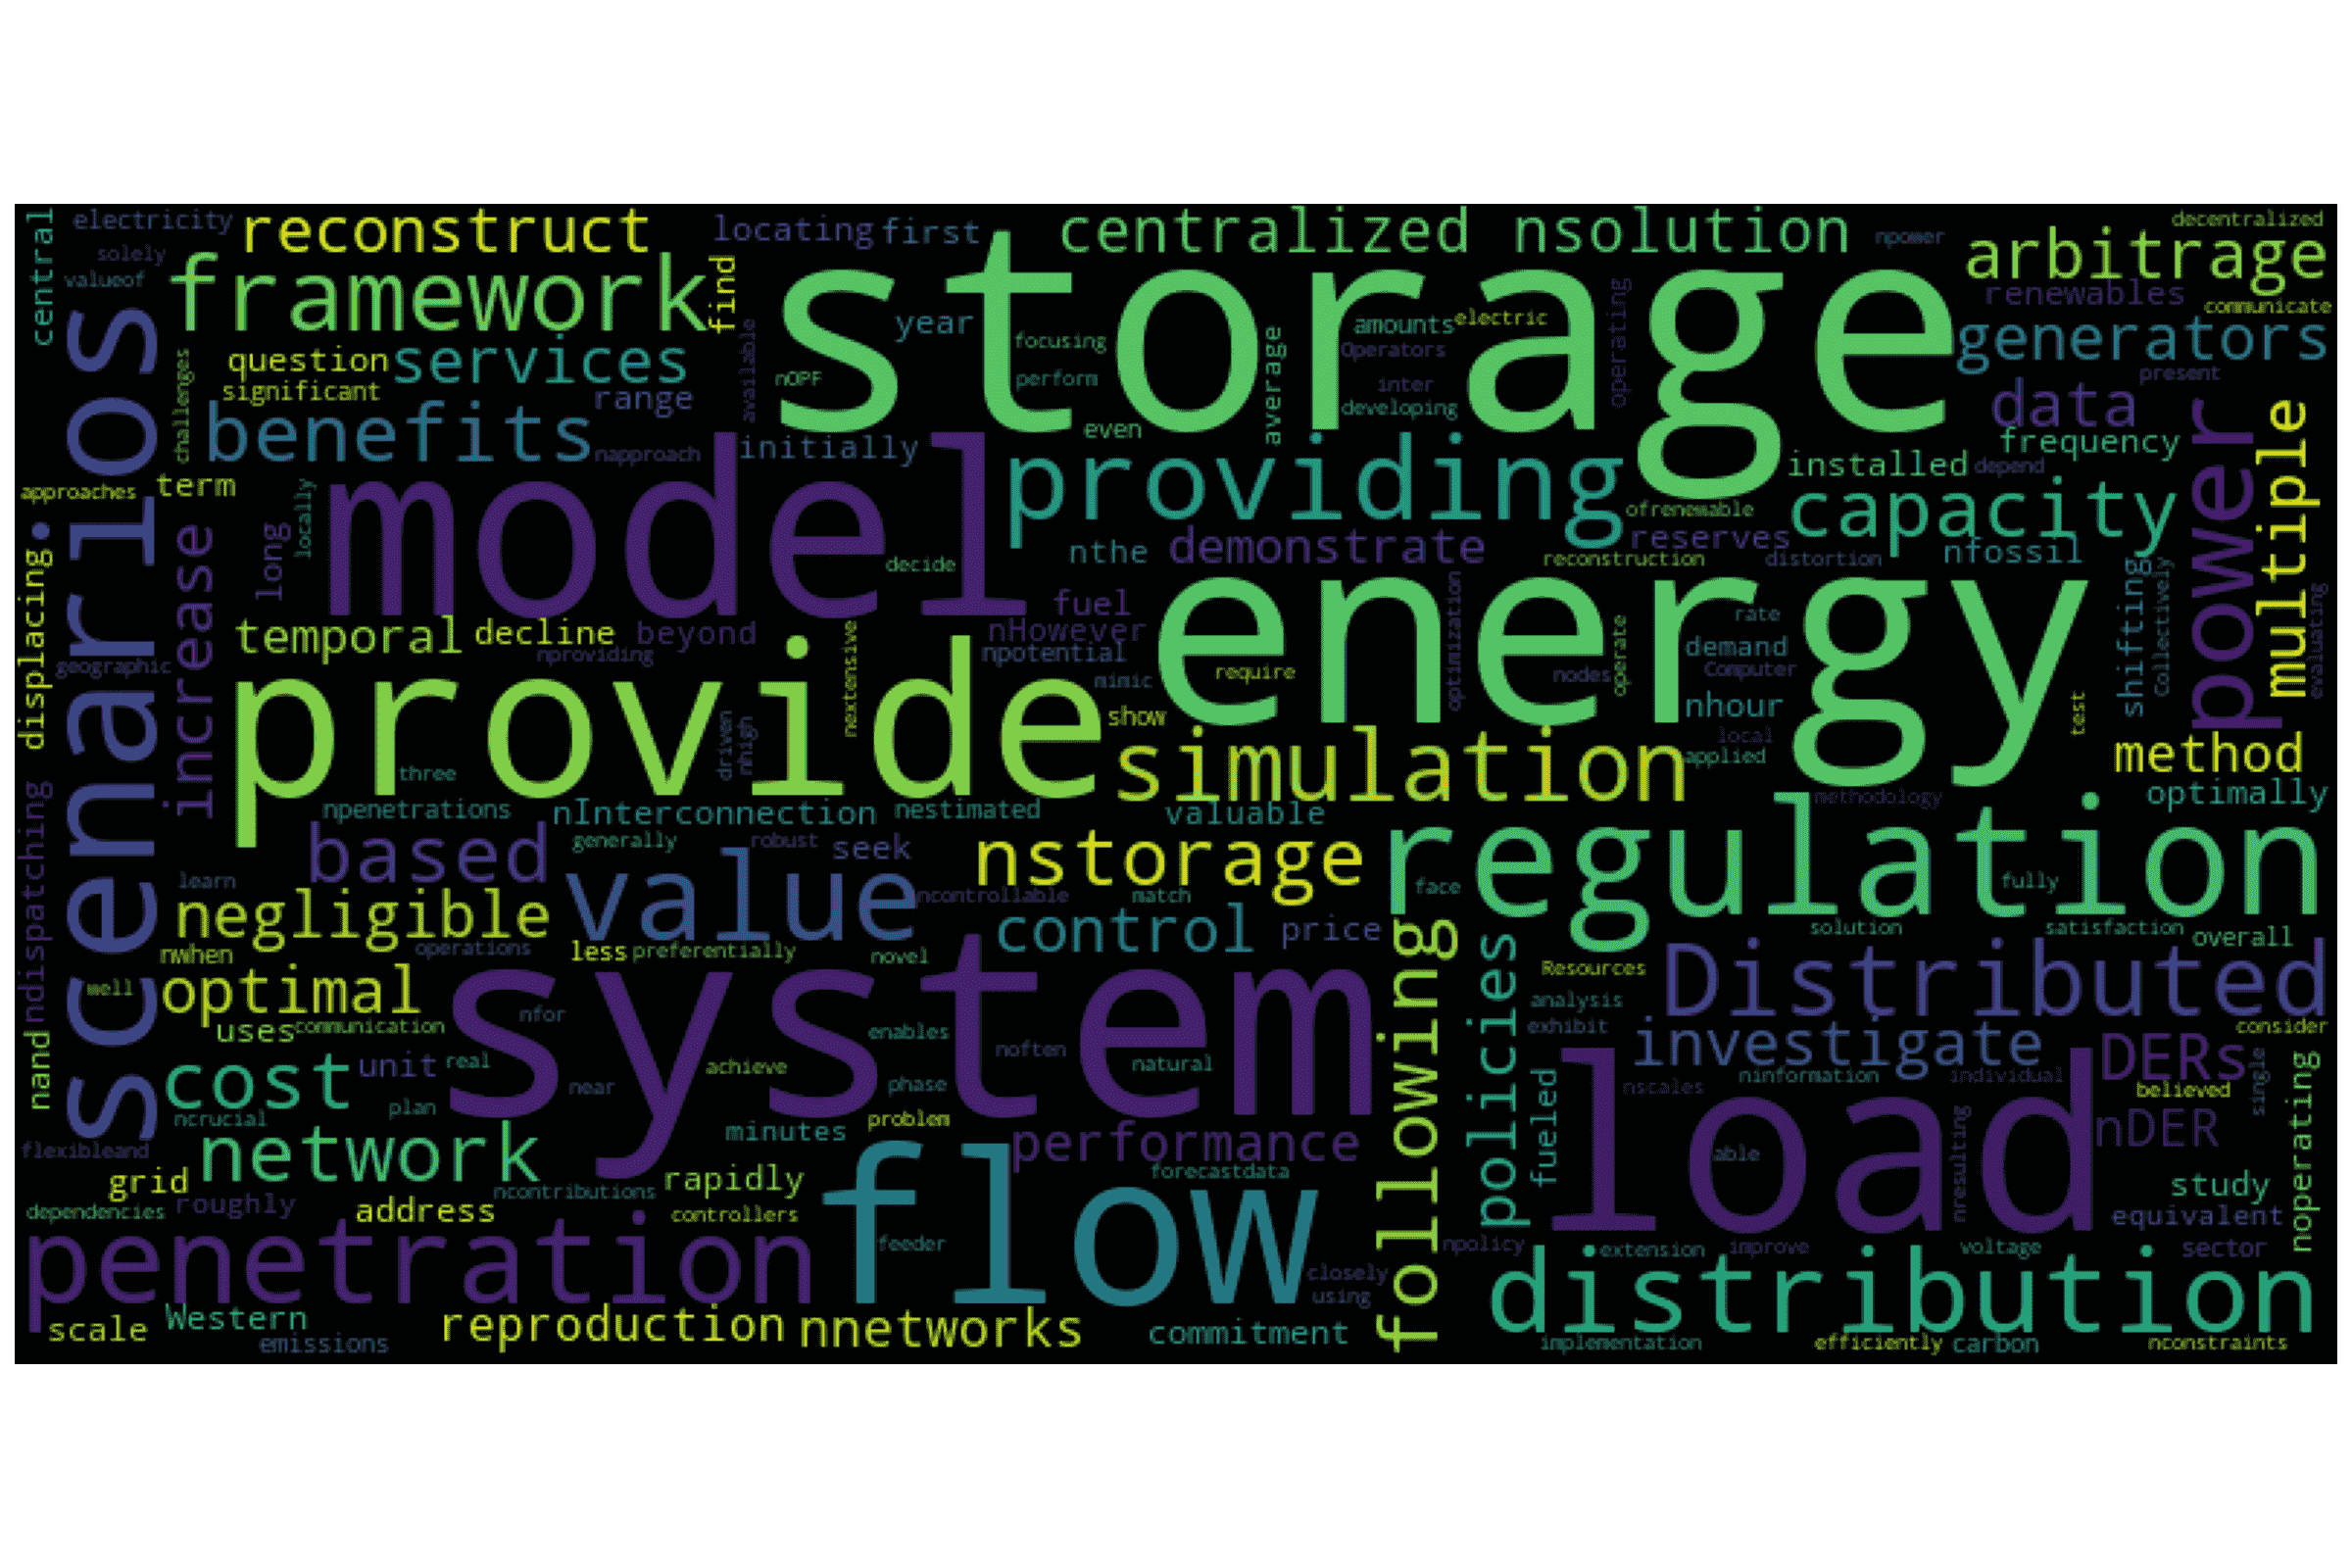 central
electricity
solely
valueof
reconstruct
locating
first
centralized
nsolution
npower
decentralized
framework
find
storage
arbitrage
renewables
communicate
scenarios
challenges
question
services
significant
range
year
available
focusing
nOPF
perform
average
amounts
electric
Operators
inter
developing
operating
generators
present
data
benefits
napproach
initially
even
providing
installed
depend
frequency
power
multiple
approaches
term
locally
long
model
decide
nthe
demonstrate
ofrenewable
reserves
reconstruction
distortion
capacity
nfossil
displacing
geographic
increase
temporal
decline
beyond
nproviding
fuel
nHowever
npotential
mimic
nextensive
energy
require
optimization
nodes
operate
rate
demand
Computer
nhour
local
applied
shifting
Collectively
evaluating
test
provide
three
driven
nhigh
show
simulation
methodology
method
optimally
ndispatching
npenetrations
nInterconnection
nestimated
valuable
based
generally
robust
seek
nstorage
regulation
learn
value
ncontrollable
match
face
fully
negligible
control
price
operations
less
preferentially
novel
solution
satisfaction
overall
nwhen
well
optimal
system
following
policies
Resources
Distributed
analysis
exhibit
investigate
consider
nand
uses
communication
nfor
enables
noften
natural
cost
unit
real
near
achieve
phase
nscales
ninformation
individual
DERs
believed
single
ncrucial
plan
problem
fueled
load
nDER
noperating
flexibleand
network
minutes
performance
able
nresulting
grid
ncontributions
rapidly
forecastdata
study
dependencies
roughly
address
controllers
equivalent
penetration
flow
feeder
closely
using
npolicy
extension
improve
voltage
sector
distribution
scale
Western
emissions
reproduction
nnetworks
commitment
implementation
efficiently
carbon
nconstraints